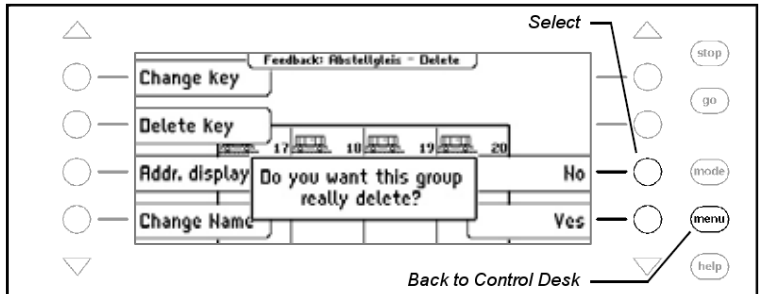 Select
Feedback: Abstellgleis - Delete
Change key
stop
go
Delete key
17 18 19 20
Addr. display
Do you want this group
really delete?
No
mode
Change Name
Yes
menu
Back to Control Desk
help